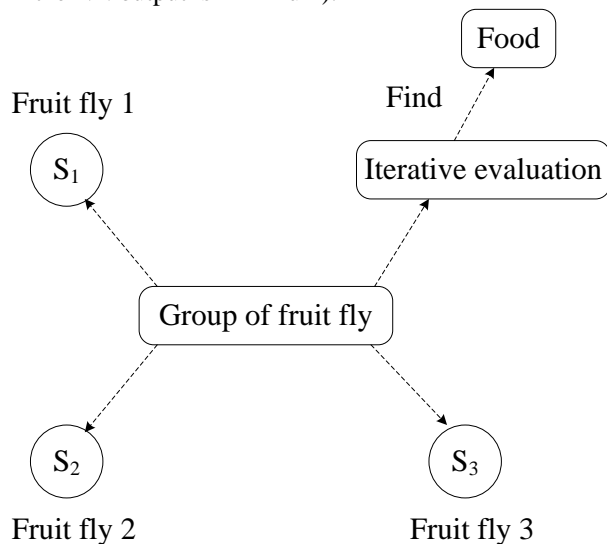 Food
Find
Fruit fly 1
S1
Iterative evaluation
Group of fruit fly
S2
S3
Fruit fly 2
Fruit fly 3